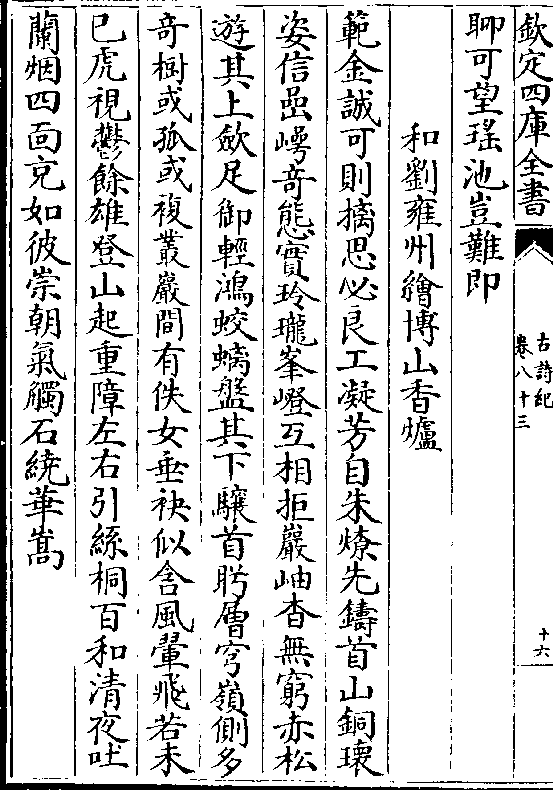 欽定四庫全書
古詩紀
卷八十三
十六
聊可望瑤池豈難即
和劉雍州繪博山香爐
範金誠可則摛思必良工凝芳自朱燎先鑄首山銅瓌
姿信嵒崿奇態實玲瓏峯嶝互相拒巖岫杳無窮赤松
遊其上斂足御輕鴻蛟螭盤其下驤首盻層穹嶺側多
奇樹或孤或複叢巖間有佚女垂袂似含風翬飛若未
已虎視鬱餘雄登山起重障左右引絲桐百和清夜吐
蘭烟四面充如彼崇朝氣觸石繞華嵩